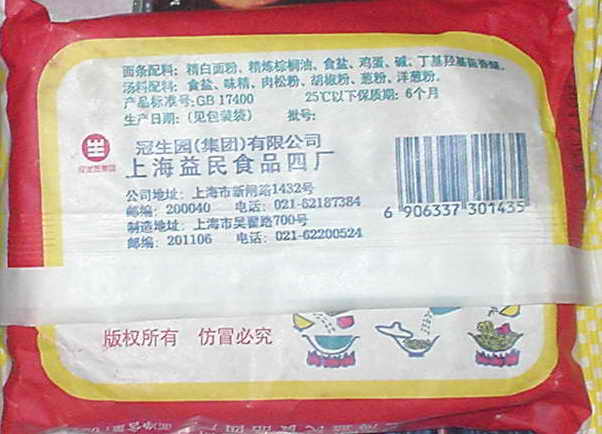 面条配料: 精白面粉、精炼棕榈油、食盐、鸡蛋、碱、丁基羟基茴香醚。
汤料配料: 食盐、味精、肉松粉、胡椒粉、葱粉、洋葱粉。
产品标准号:GB 17400 25℃以下保质期: 6个月
生产日期: (见包装袋) 批号:
冠生园(集团)有限公司
上海益民食品四厂
公司地址: 上海市新闸路1432号
邮编: 200040 电话: 021-62187384
制造地址: 上海市吴翟路700号
邮编: 201106 电话: 021-62200524
6 906337 301435
版权所有 仿冒必究